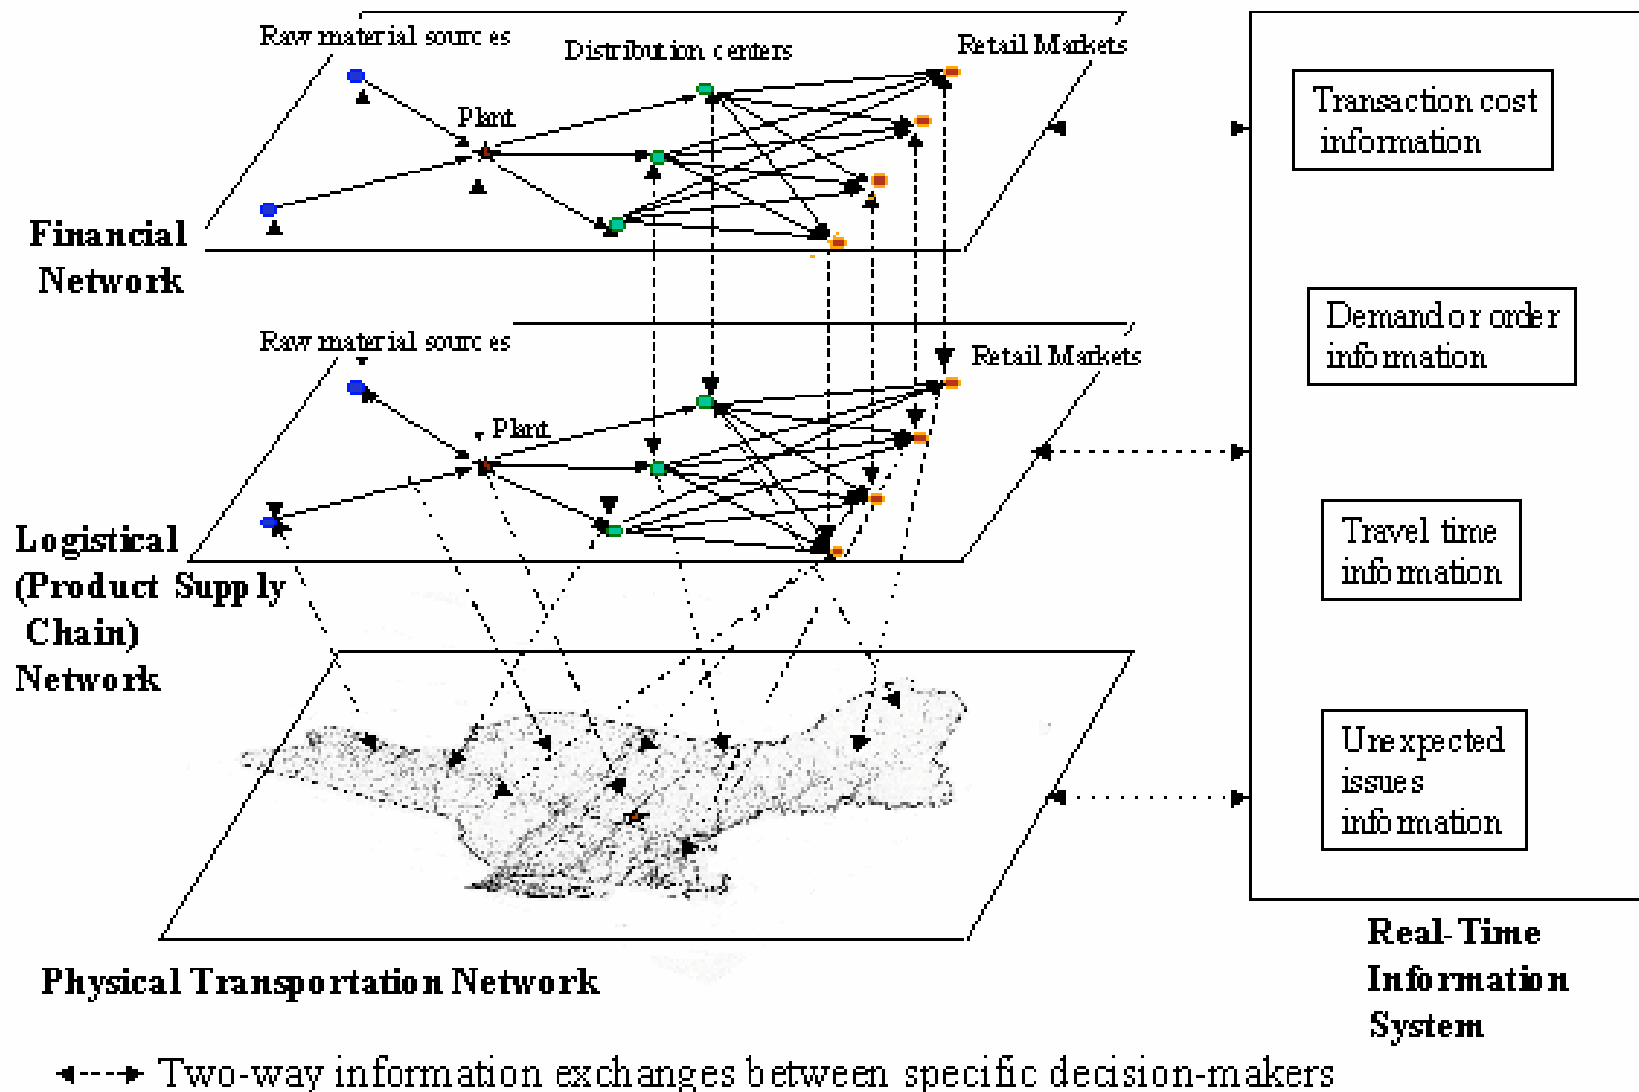 Raw material sources
Distribution centers
Retail Markets
Plant
Financial
Network
Raw material sources
Retail Markets
Plant
Logistical
(Product Supply
Chain)
Network
Physical Transportation Network
Transaction cost
information
Demand or order
information
Travel time
information
Unexpected
issues
information
Real-Time
Information
System
Two-way information exchanges between specific decision-makers